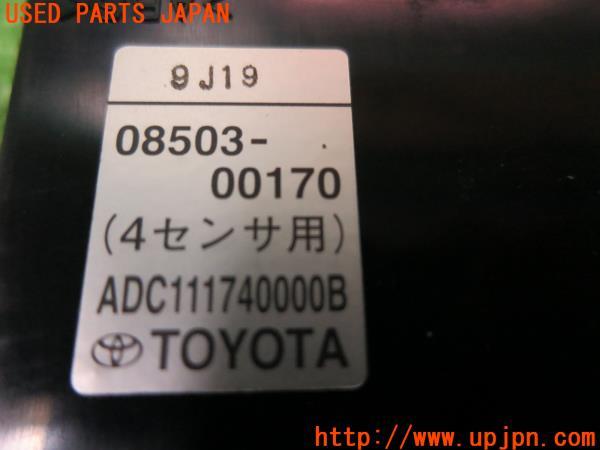 USED PARTS JAPAN
9J19
08503-
00170
(4センサ用)
ADC111740000B
TOYOTA
http://www.upjpn.com